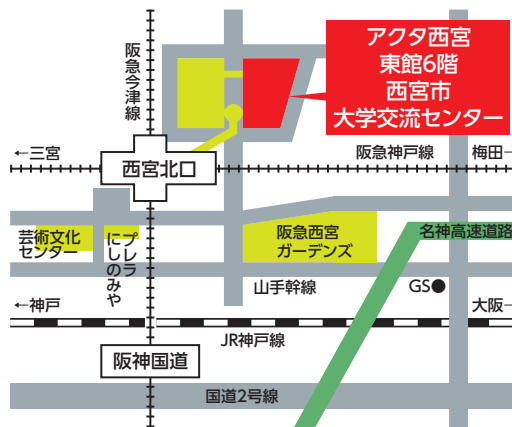 アクタ西宮
東館6階
西宮市
大学交流センター
阪急今津線
←三宮
阪急神戸線
梅田→
西宮北口
芸術文化
センター
プレラ
にしのみや
阪急西宮
ガーデンズ
名神高速道路
山手幹線
GS●
←神戸
大阪→
JR神戸線
阪神国道
国道2号線